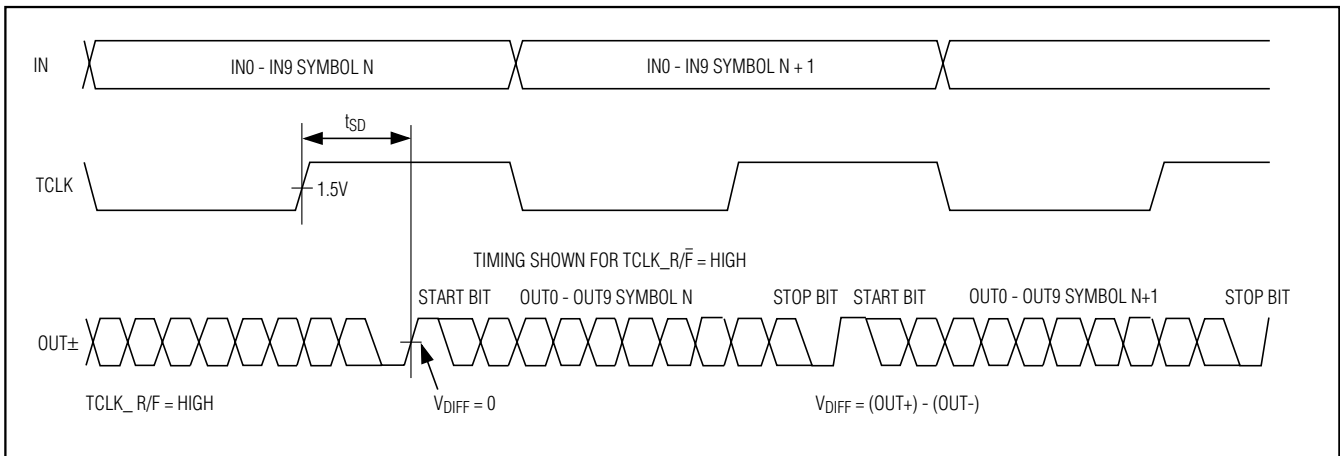 IN
IN0 - IN9 SYMBOL N
IN0 - IN9 SYMBOL N + 1
tSD
TCLK
1.5V
TIMING SHOWN FOR TCLK_R/F̅ = HIGH
START BIT
OUT0 - OUT9 SYMBOL N
STOP BIT
START BIT
OUT0 - OUT9 SYMBOL N+1
STOP BIT
OUT±
TCLK_ R/F = HIGH
VDIFF = 0
VDIFF = (OUT+) - (OUT-)